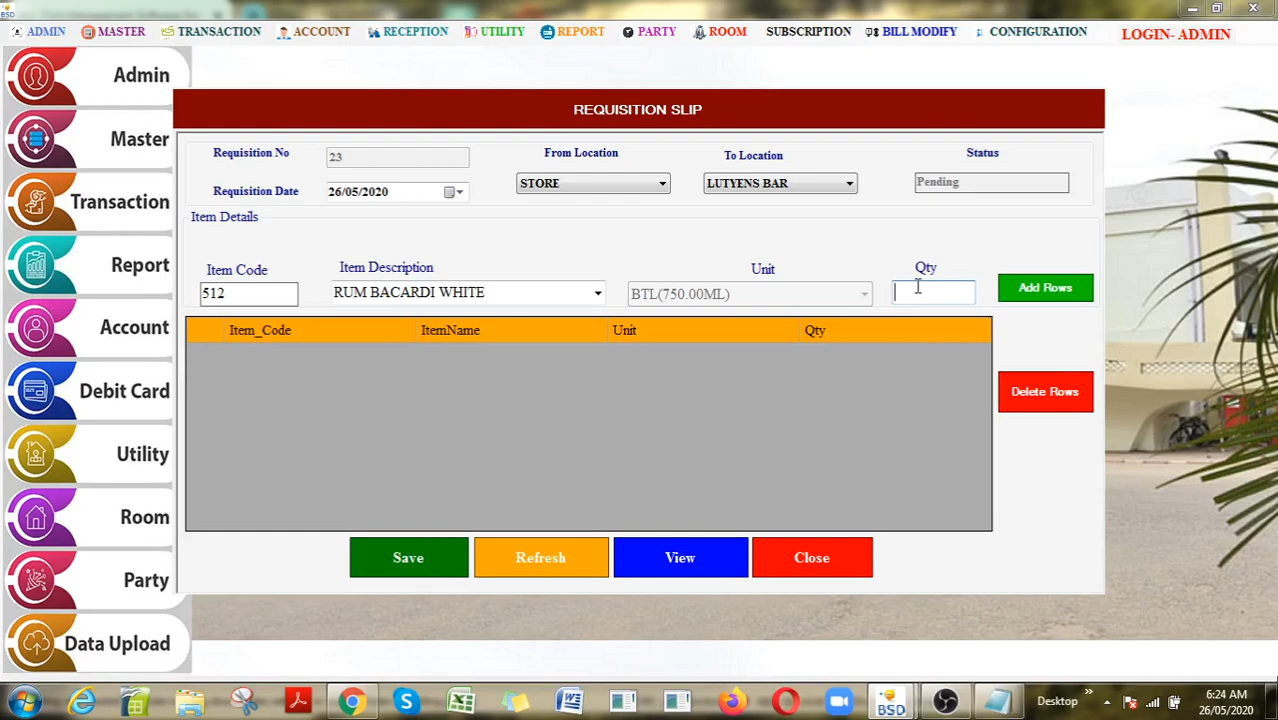 BSD
ADMIN MASTER TRANSACTION ACCOUNT RECEPTION UTILITY REPORT PARTY ROOM SUBSCRIPTION BILL MODIFY CONFIGURATION LOGIN- ADMIN
Admin
Master
Transaction
Report
Account
Debit Card
Utility
Room
Party
Data Upload
REQUISITION SLIP
Requisition No 23 From Location To Location Status
Requisition Date 26/05/2020 STORE LUTYENS BAR Pending
Item Details
Item Code Item Description Unit Qty
512 RUM BACARDI WHITE BTL(750.00ML) Add Rows
Item_Code ItemName Unit Qty
Delete Rows
Save Refresh View Close
BSD Desktop 6:24 AM
26/05/2020